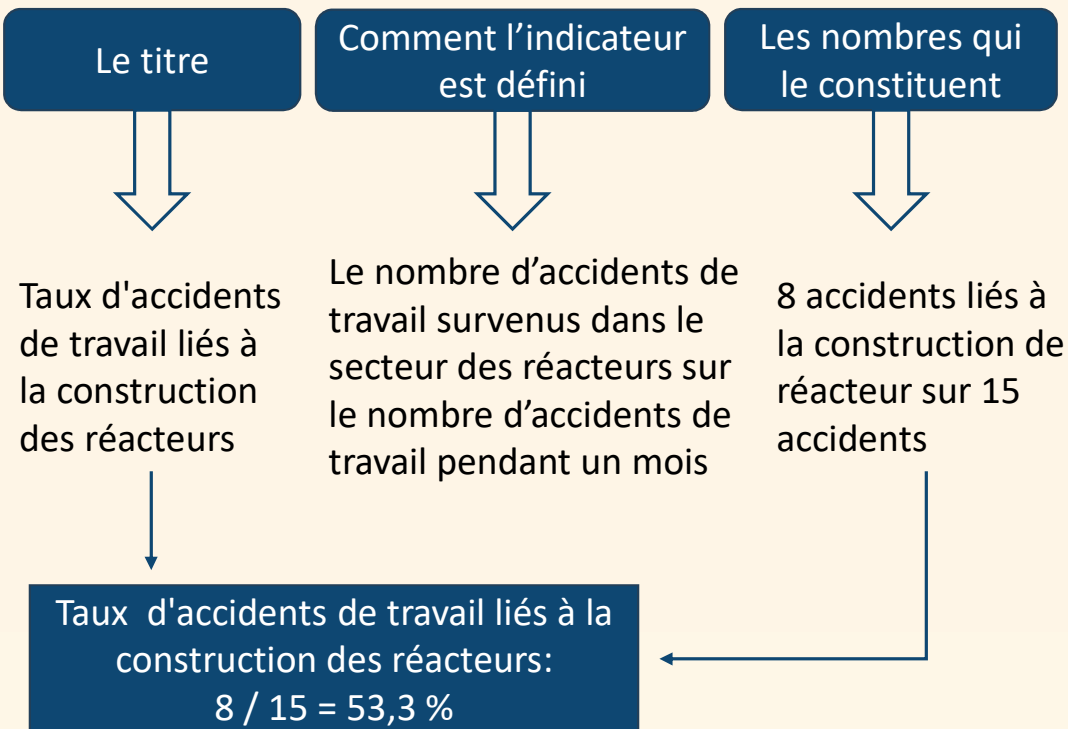 Le titre
Comment l’indicateur
est défini
Les nombres qui
le constituent
Taux d'accidents
de travail liés à
la construction
des réacteurs
Le nombre d’accidents de
travail survenus dans le
secteur des réacteurs sur
le nombre d’accidents de
travail pendant un mois
8 accidents liés à
la construction de
réacteur sur 15
accidents
Taux d'accidents de travail liés à la
construction des réacteurs:
8 / 15 = 53,3 %